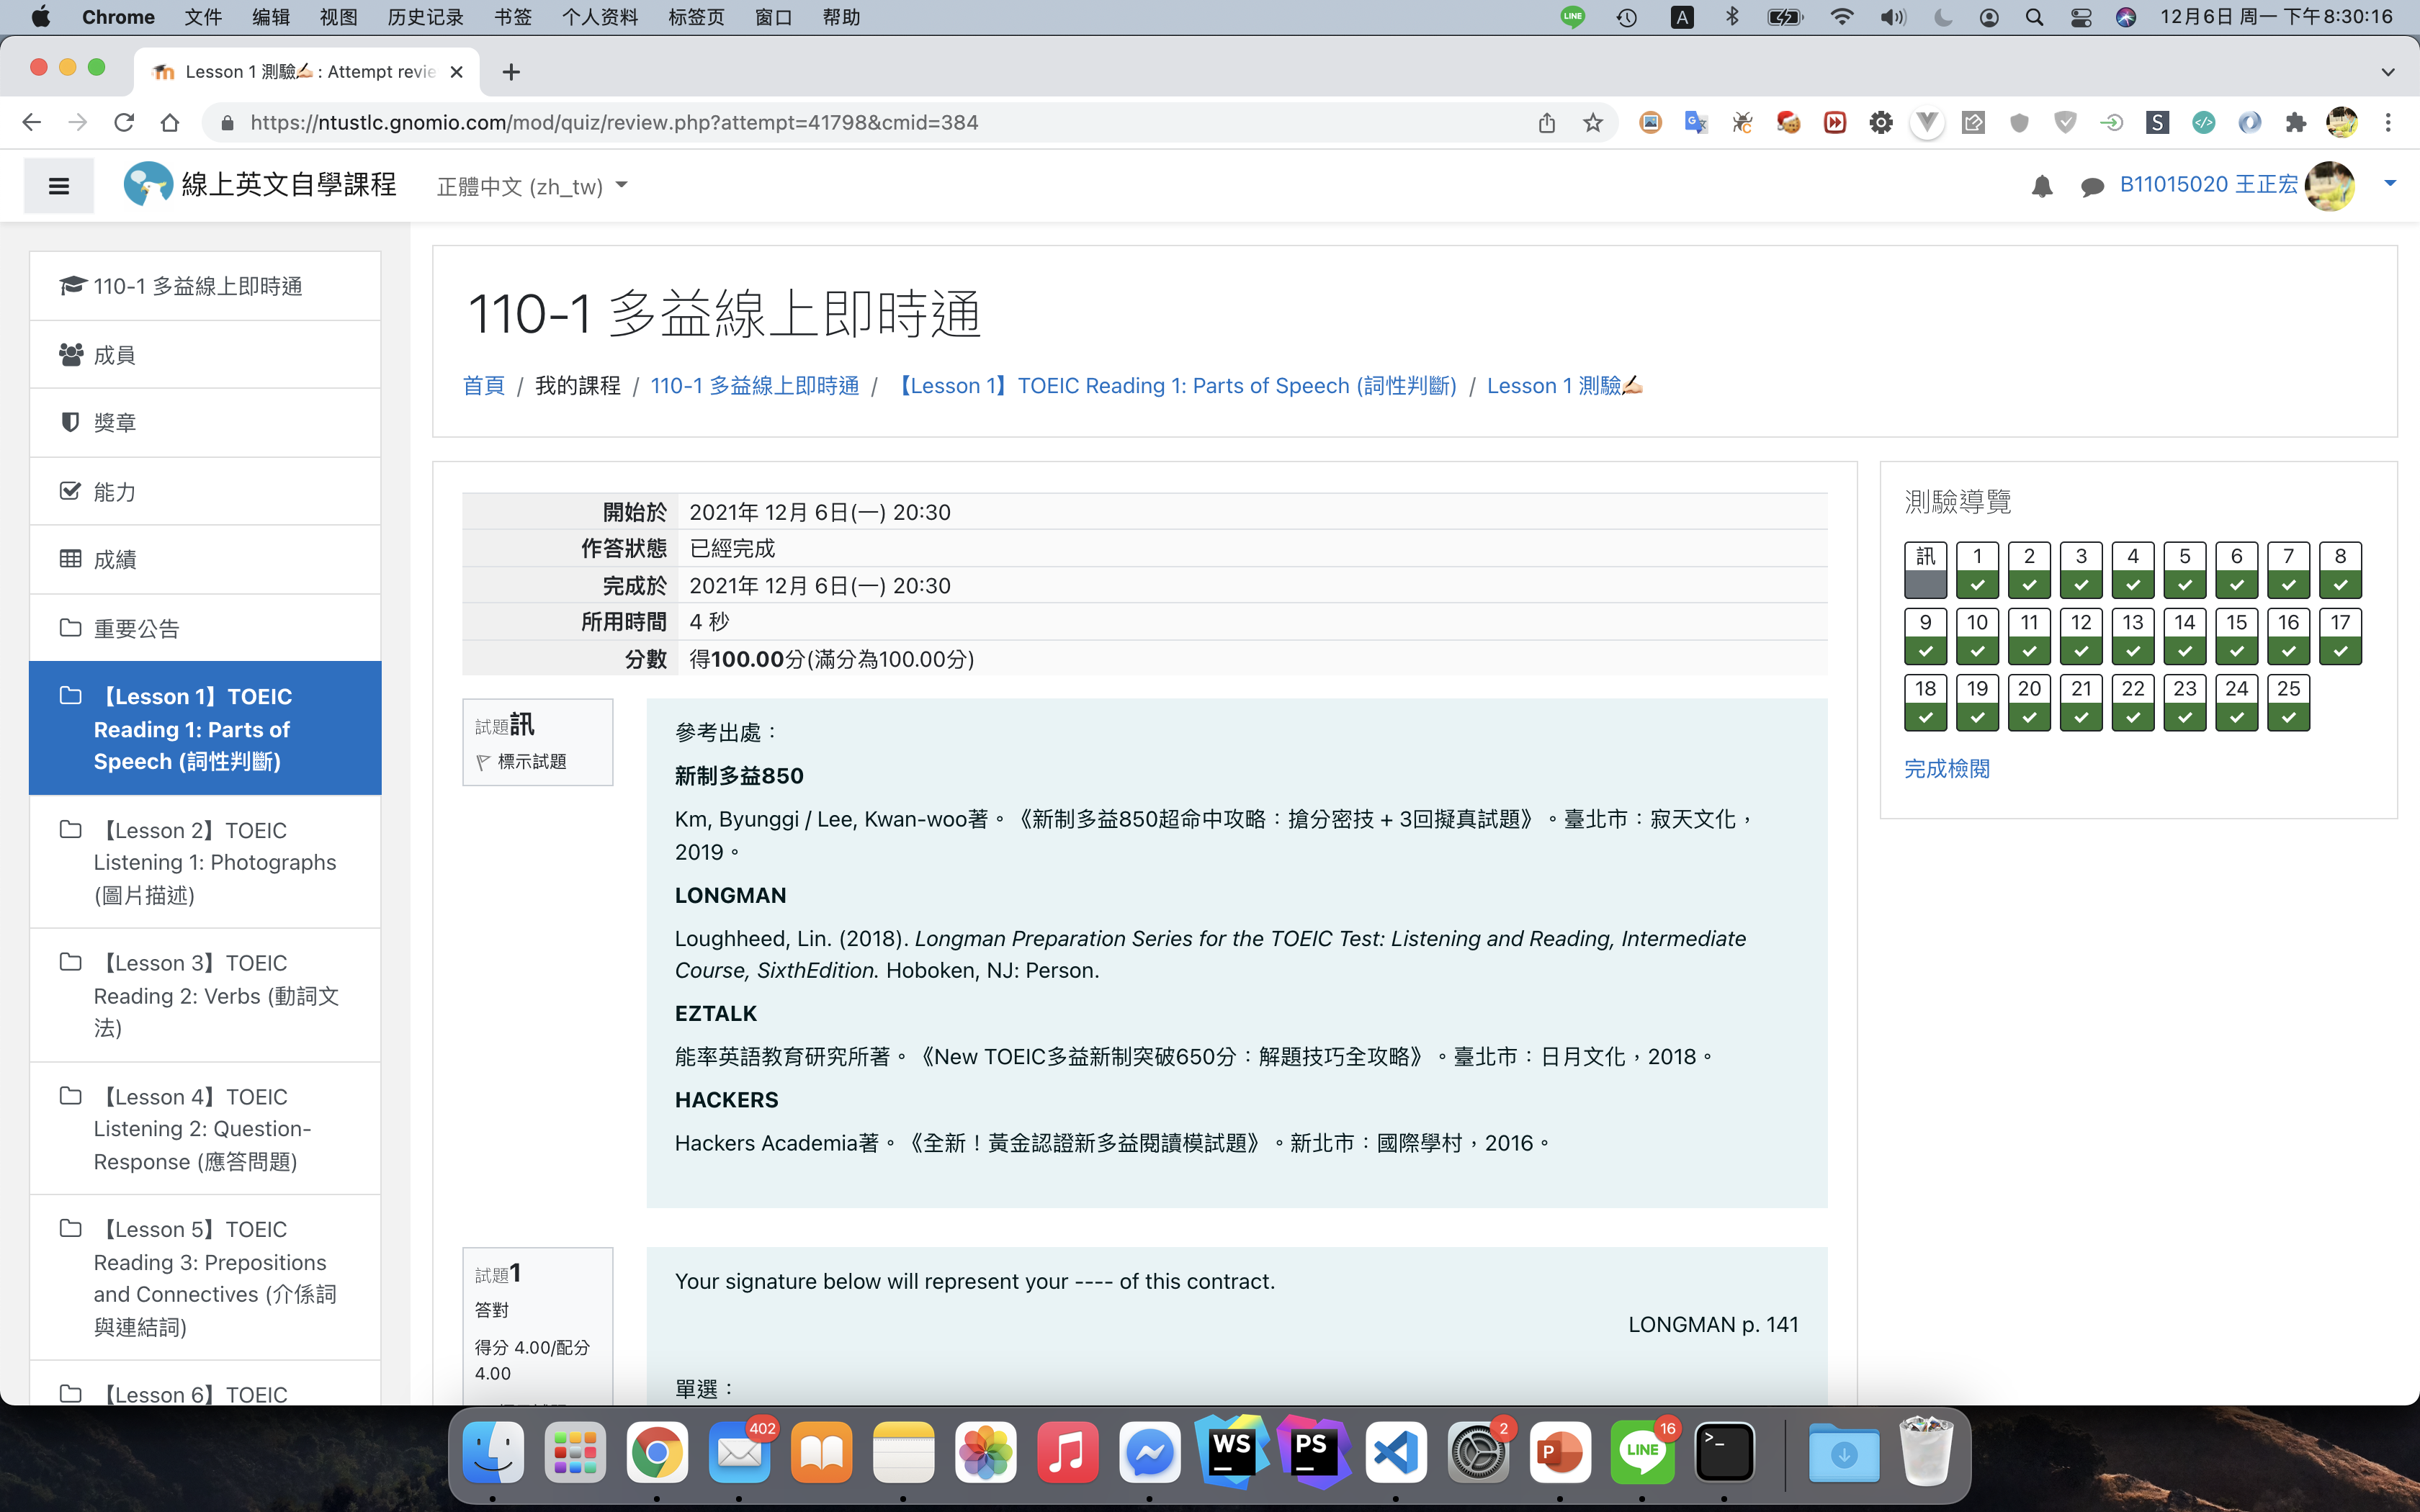 Chrome 文件 编辑 视图 历史记录 书签 个人资料 标签页 窗口 帮助
LINE A 12月6日 周一 下午8:30:16
Lesson 1 測驗✍🏻: Attempt revie
https://ntustlc.gnomio.com/mod/quiz/review.php?attempt=41798&cmid=384
線上英文自學課程 正體中文 (zh_tw) B11015020 王正宏
110-1 多益線上即時通
成員
獎章
能力
成績
重要公告
【Lesson 1】TOEIC
Reading 1: Parts of
Speech (詞性判斷)
【Lesson 2】TOEIC
Listening 1: Photographs
(圖片描述)
【Lesson 3】TOEIC
Reading 2: Verbs (動詞文
法)
【Lesson 4】TOEIC
Listening 2: Question-
Response (應答問題)
【Lesson 5】TOEIC
Reading 3: Prepositions
and Connectives (介係詞
與連結詞)
【Lesson 6】TOEIC
110-1 多益線上即時通
首頁 / 我的課程 / 110-1 多益線上即時通 / 【Lesson 1】TOEIC Reading 1: Parts of Speech (詞性判斷) / Lesson 1 測驗✍🏻
開始於 2021年 12月 6日(一) 20:30
作答狀態 已經完成
完成於 2021年 12月 6日(一) 20:30
所用時間 4 秒
分數 得100.00分(滿分為100.00分)
試題訊
標示試題
參考出處：
新制多益850
Km, Byunggi / Lee, Kwan-woo著。《新制多益850超命中攻略：搶分密技 + 3回擬真試題》。臺北市：寂天文化，
2019。
LONGMAN
Loughheed, Lin. (2018). Longman Preparation Series for the TOEIC Test: Listening and Reading, Intermediate
Course, SixthEdition. Hoboken, NJ: Person.
EZTALK
能率英語教育研究所著。《New TOEIC多益新制突破650分：解題技巧全攻略》。臺北市：日月文化，2018。
HACKERS
Hackers Academia著。《全新！黃金認證新多益閱讀模試題》。新北市：國際學村，2016。
試題1
答對
得分 4.00/配分
4.00
Your signature below will represent your ---- of this contract.
LONGMAN p. 141
單選：
測驗導覽
訊 1 2 3 4 5 6 7 8
9 10 11 12 13 14 15 16 17
18 19 20 21 22 23 24 25
完成檢閱
402 WS PS 2 P LINE 16 >_